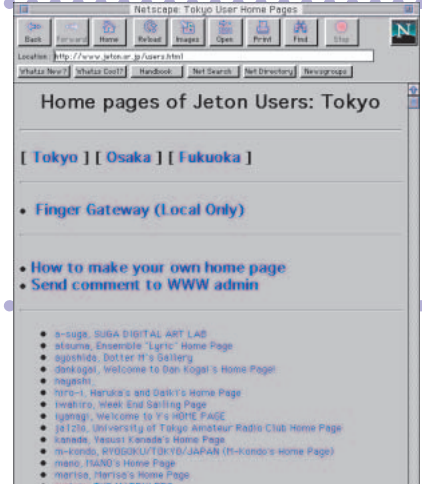 Netscape: Tokyo User Home Pages
Back Forward Home Reload Images Open Print Find Stop
N
Location: http://www.jeton.or.jp/users.html
What's New? What's Cool? Handbook Net Search Net Directory Newsgroups
Home pages of Jeton Users: Tokyo
[ Tokyo ] [ Osaka ] [ Fukuoka ]
• Finger Gateway (Local Only)
• How to make your own home page
• Send comment to WWW admin
• a-suga, SUGA DIGITAL ART LAB
• atsuma, Ensemble "Lyric" Home Page
• ayoshida, Dotter M's Gallery
• dankogai, Welcome to Dan Kogai's Home Page!
• hayashi,
• hiro-i, Haruka's and Daiki's Home Page
• iwahiro, Week End Sailing Page
• iyanagi, Welcome to Y's HOME PAGE
• ja1zlo, University of Tokyo Amateur Radio Club Home Page
• kanada, Yasusi Kanada's Home Page
• m-kondo, RYOGOKU/TOKYO/JAPAN (M-Kondo's Home Page)
• mano, MANO's Home Page
• marisa, Marisa's Home Page